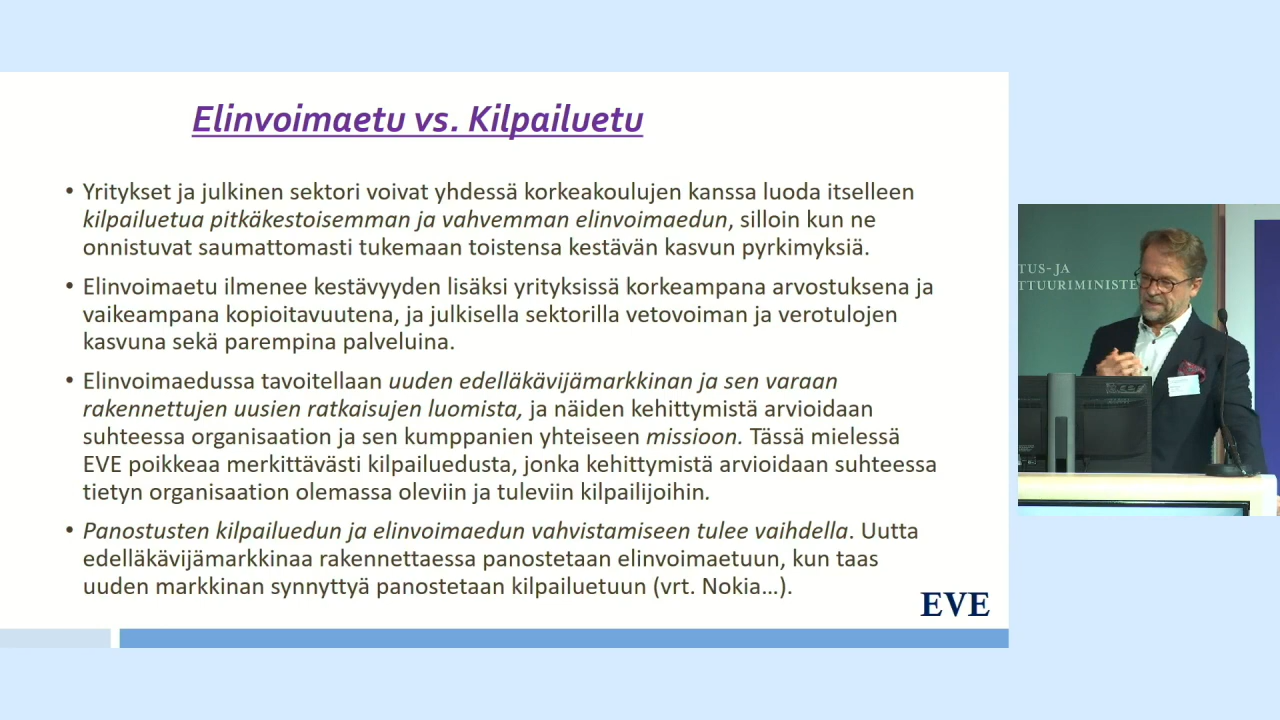 Elinvoimaetu vs. Kilpailuetu
• Yritykset ja julkinen sektori voivat yhdessä korkeakoulujen kanssa luoda itselleen
kilpailuetua pitkäkestoisemman ja vahvemman elinvoimaedun, silloin kun ne
onnistuvat saumattomasti tukemaan toistensa kestävän kasvun pyrkimyksiä.
• Elinvoimaetu ilmenee kestävyyden lisäksi yrityksissä korkeampana arvostuksena ja
vaikeampana kopioitavuutena, ja julkisella sektorilla vetovoiman ja verotulojen
kasvuna sekä parempina palveluina.
• Elinvoimaedussa tavoitellaan uuden edelläkävijämarkkinan ja sen varaan
rakennettujen uusien ratkaisujen luomista, ja näiden kehittymistä arvioidaan
suhteessa organisaation ja sen kumppanien yhteiseen missioon. Tässä mielessä
EVE poikkeaa merkittävästi kilpailuedusta, jonka kehittymistä arvioidaan suhteessa
tietyn organisaation olemassa oleviin ja tuleviin kilpailijoihin.
• Panostusten kilpailuedun ja elinvoimaedun vahvistamiseen tulee vaihdella. Uutta
edelläkävijämarkkinaa rakennettaessa panostetaan elinvoimaetuun, kun taas
uuden markkinan synnyttyä panostetaan kilpailuetuun (vrt. Nokia…).
EVE
TUS- JA
TTUURIMINISTE